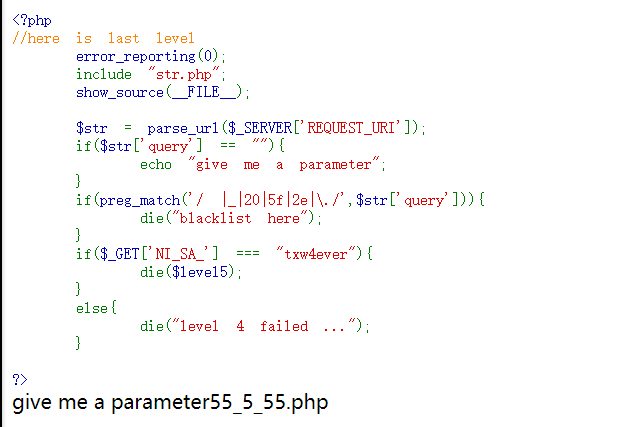 <?php
//here is last level
error_reporting(0);
include "str.php";
show_source(__FILE__);
$str = parse_url($_SERVER['REQUEST_URI']);
if($str['query'] == ""){
echo "give me a parameter";
}
if(preg_match('/ |_|20|5f|2e|\./',$str['query'])){
die("blacklist here");
}
if($_GET['NI_SA_'] === "txw4ever"){
die($level5);
}
else{
die("level 4 failed ...");
}
?>
give me a parameter55_5_55.php